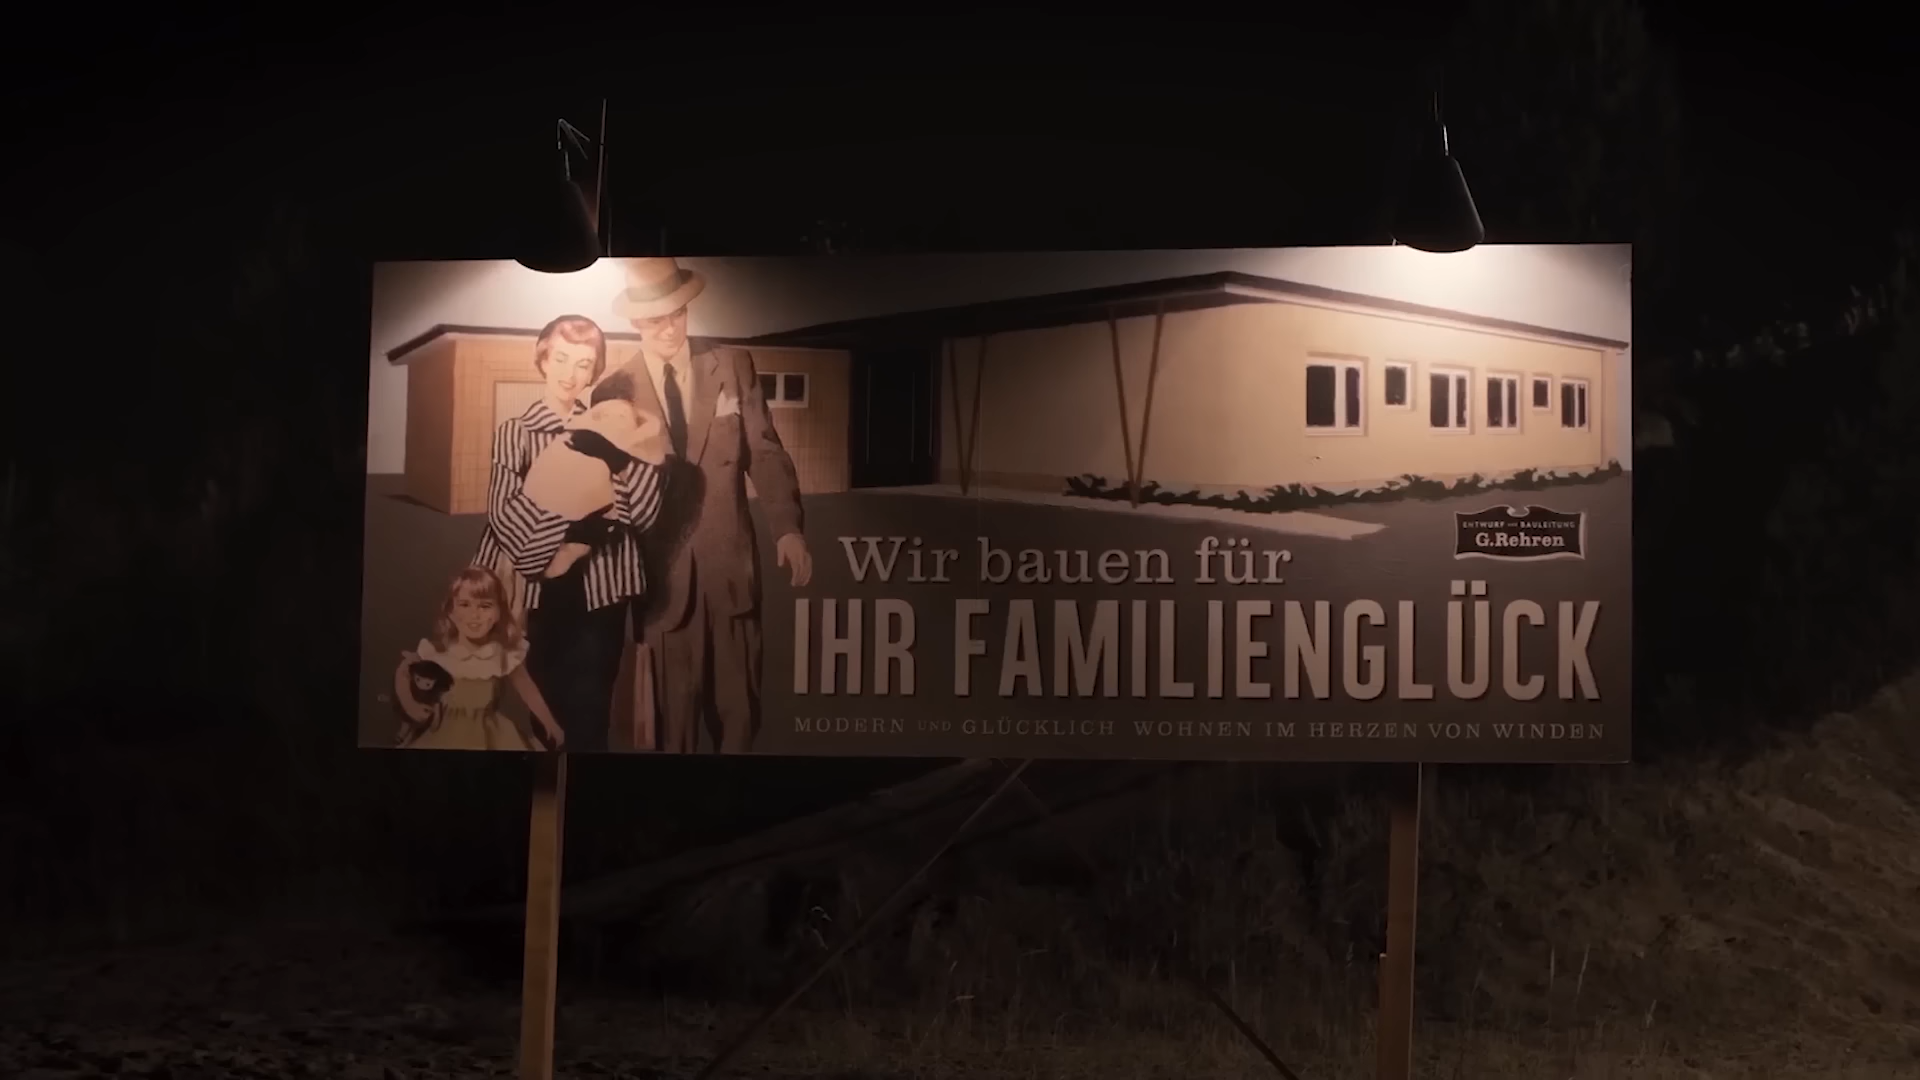 ENTWURF und BAULEITUNG
G.Rehren
Wir bauen für
IHR FAMILIENGLÜCK
MODERN UND GLÜCKLICH WOHNEN IM HERZEN VON WINDEN